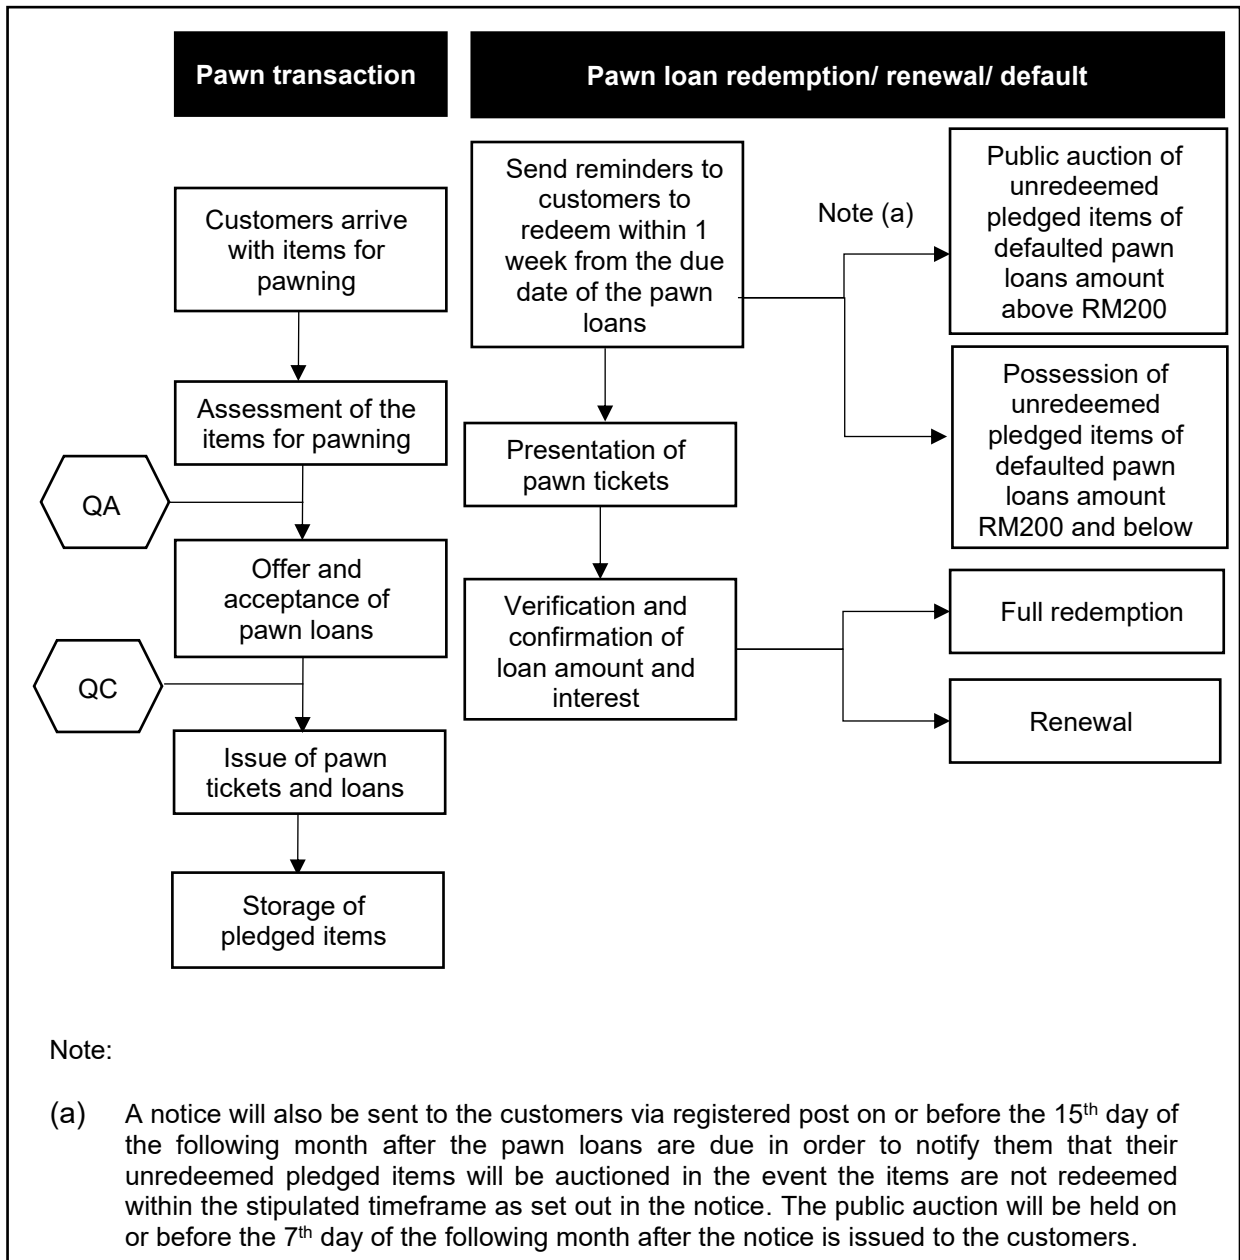 Pawn transaction
Pawn loan redemption/ renewal/ default
Customers arrive
with items for
pawning
Assessment of the
items for pawning
QA
Offer and
acceptance of
pawn loans
QC
Issue of pawn
tickets and loans
Storage of
pledged items
Send reminders to
customers to
redeem within 1
week from the due
date of the pawn
loans
Note (a)
Public auction of
unredeemed
pledged items of
defaulted pawn
loans amount
above RM200
Possession of
unredeemed
pledged items of
defaulted pawn
loans amount
RM200 and below
Presentation of
pawn tickets
Verification and
confirmation of
loan amount and
interest
Full redemption
Renewal
Note:
(a) A notice will also be sent to the customers via registered post on or before the 15th day of
the following month after the pawn loans are due in order to notify them that their
unredeemed pledged items will be auctioned in the event the items are not redeemed
within the stipulated timeframe as set out in the notice. The public auction will be held on
or before the 7th day of the following month after the notice is issued to the customers.